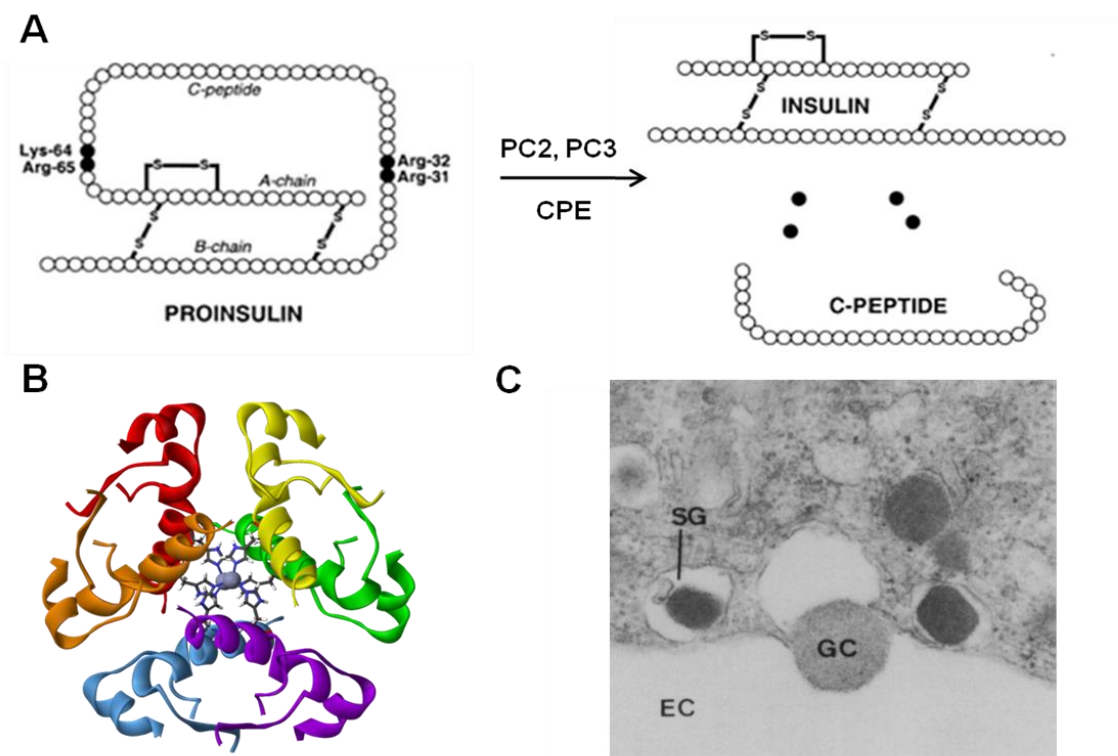 A
C-peptide
Lys-64
Arg-65
S S
Arg-32
Arg-31
A-chain
S S
S S
B-chain
PROINSULIN
PC2, PC3
CPE
S S
S S
INSULIN
S S
C-PEPTIDE
B
C
SG
GC
EC